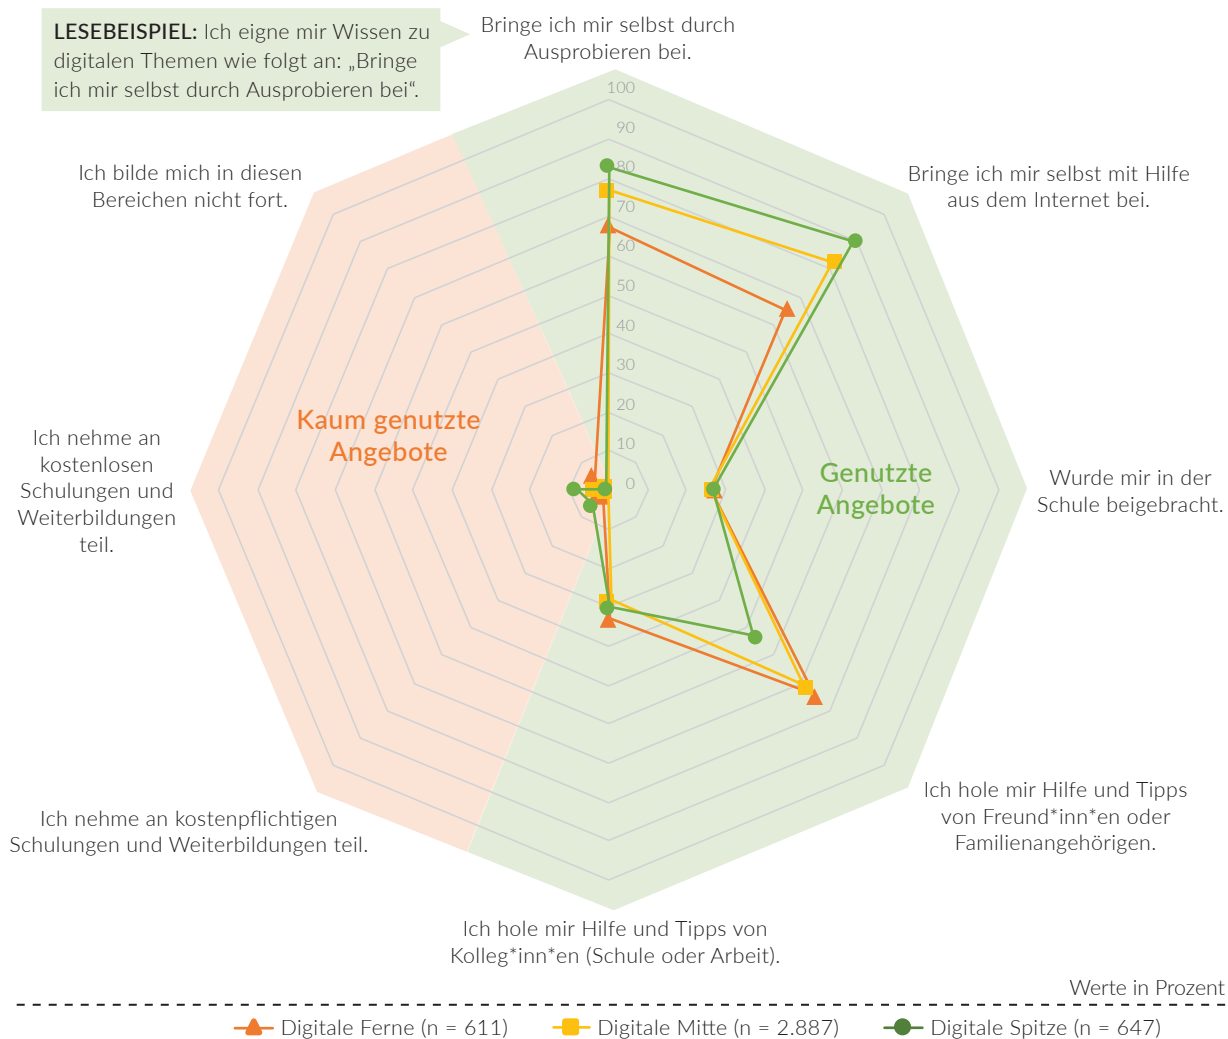 LESEBEISPIEL: Ich eigne mir Wissen zu
digitalen Themen wie folgt an: „Bringe
ich mir selbst durch Ausprobieren bei“.
Bringe ich mir selbst durch
Ausprobieren bei.
Ich bilde mich in diesen
Bereichen nicht fort.
Bringe ich mir selbst mit Hilfe
aus dem Internet bei.
100
90
80
70
60
50
40
30
20
10
0
Kaum genutzte
Angebote
Genutzte
Angebote
Ich nehme an
kostenlosen
Schulungen und
Weiterbildungen
teil.
Wurde mir in der
Schule beigebracht.
Ich nehme an kostenpflichtigen
Schulungen und Weiterbildungen teil.
Ich hole mir Hilfe und Tipps
von Freund*inn*en oder
Familienangehörigen.
Ich hole mir Hilfe und Tipps von
Kolleg*inn*en (Schule oder Arbeit).
Werte in Prozent
Digitale Ferne (n = 611)
Digitale Mitte (n = 2.887)
Digitale Spitze (n = 647)